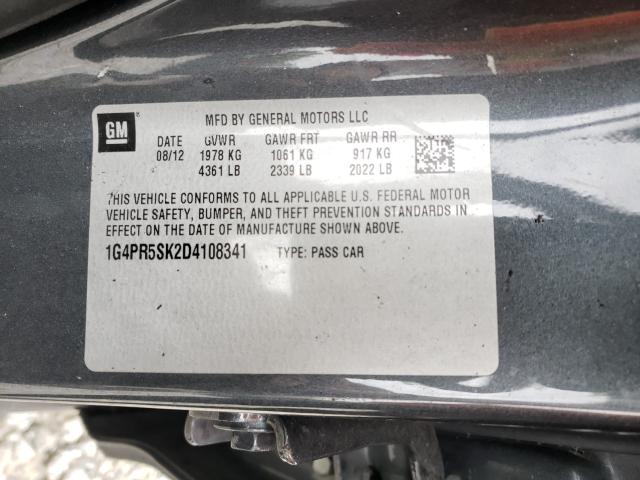 GM
MFD BY GENERAL MOTORS LLC
DATE GVWR GAWR FRT GAWR RR
08/12 1978 KG 1061 KG 917 KG
4361 LB 2339 LB 2022 LB
THIS VEHICLE CONFORMS TO ALL APPLICABLE U.S. FEDERAL MOTOR
VEHICLE SAFETY, BUMPER, AND THEFT PREVENTION STANDARDS IN
EFFECT ON THE DATE OF MANUFACTURE SHOWN ABOVE.
1G4PR5SK2D4108341 TYPE: PASS CAR